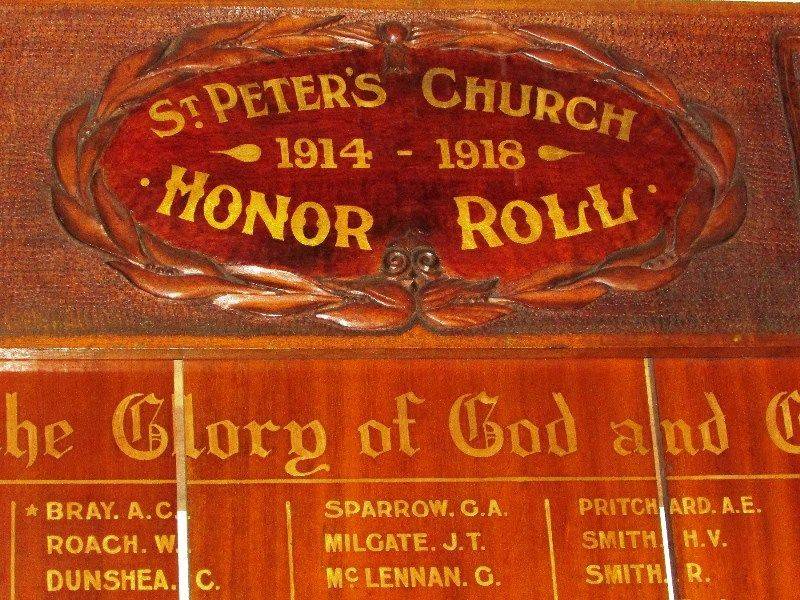 ST. PETER'S CHURCH
1914 - 1918
HONOR ROLL
he Glory of God and
★ BRAY. A.C.
ROACH. W.
DUNSHEA. C.
SPARROW. G.A.
MILGATE. J.T.
McLENNAN. G.
PRITCHARD. A.E.
SMITH. H.V.
SMITH. R.